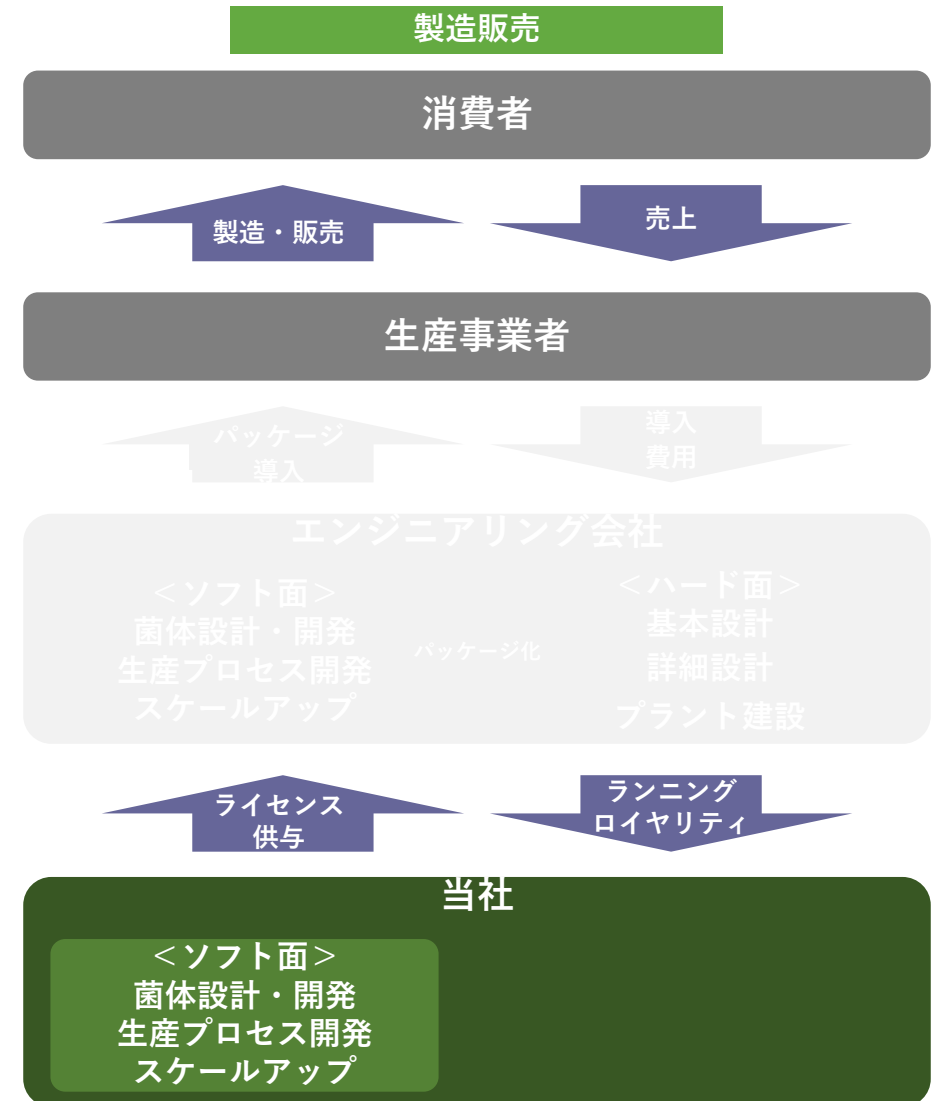 製造販売
消費者
製造・販売
売上
生産事業者
パッケージ
導入
導入
費用
エンジニアリング会社
＜ソフト面＞
菌体設計・開発
生産プロセス開発
スケールアップ
パッケージ化
＜ハード面＞
基本設計
詳細設計
プラント建設
ライセンス
供与
ランニング
ロイヤリティ
当社
＜ソフト面＞
菌体設計・開発
生産プロセス開発
スケールアップ